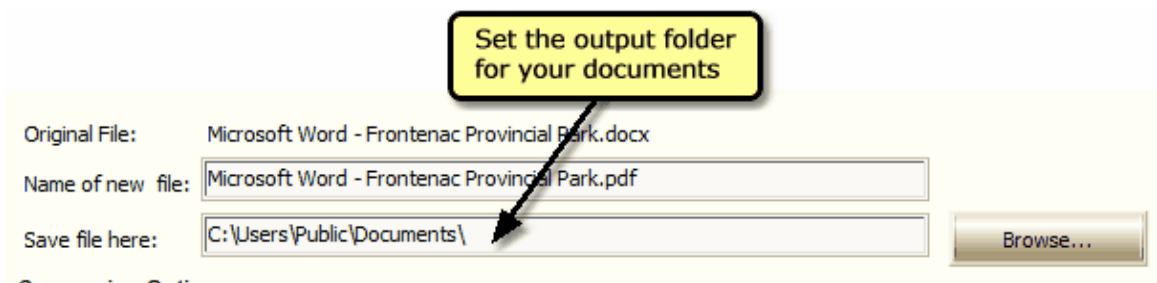 Set the output folder
for your documents
Original File: Microsoft Word - Frontenac Provincial Park.docx
Name of new file: Microsoft Word - Frontenac Provincial Park.pdf
Save file here: C:\Users\Public\Documents\ Browse...